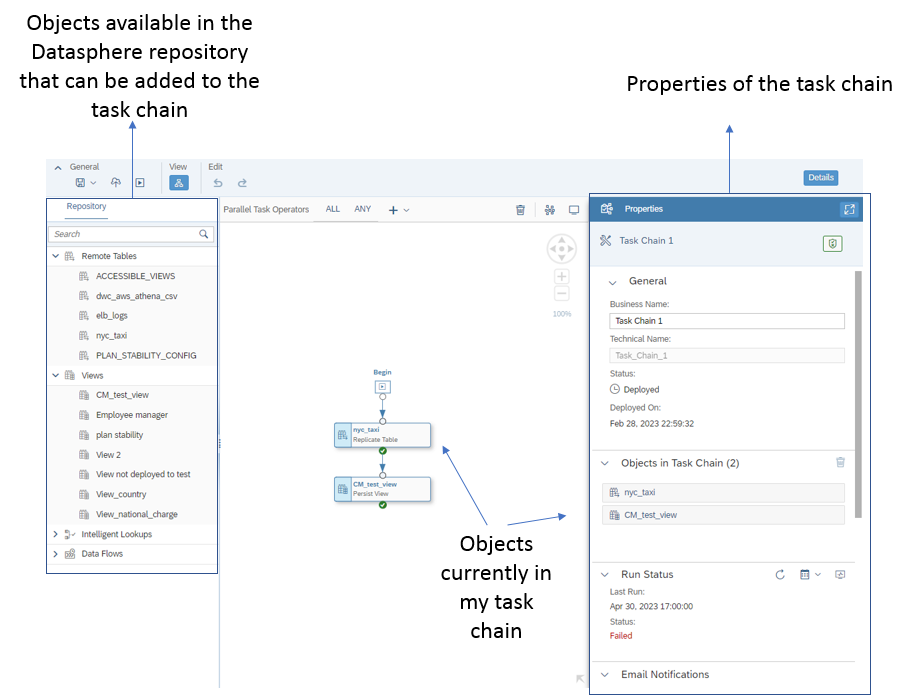 Objects available in the
Datasphere repository
that can be added to the
task chain
Properties of the task chain
General
View
Edit
Details
Repository
Search
Remote Tables
ACCESSIBLE_VIEWS
dwc_aws_athena_csv
elb_logs
nyc_taxi
PLAN_STABILITY_CONFIG
Views
CM_test_view
Employee manager
plan stability
View 2
View not deployed to test
View_country
View_national_charge
Intelligent Lookups
Data Flows
Parallel Task Operators
ALL
ANY
100%
Begin
nyc_taxi
Replicate Table
CM_test_view
Persist View
Objects
currently in
my task
chain
Properties
Task Chain 1
General
Business Name:
Task Chain 1
Technical Name:
Task_Chain_1
Status:
Deployed
Deployed On:
Feb 28, 2023 22:59:32
Objects in Task Chain (2)
nyc_taxi
CM_test_view
Run Status
Last Run:
Apr 30, 2023 17:00:00
Status:
Failed
Email Notifications